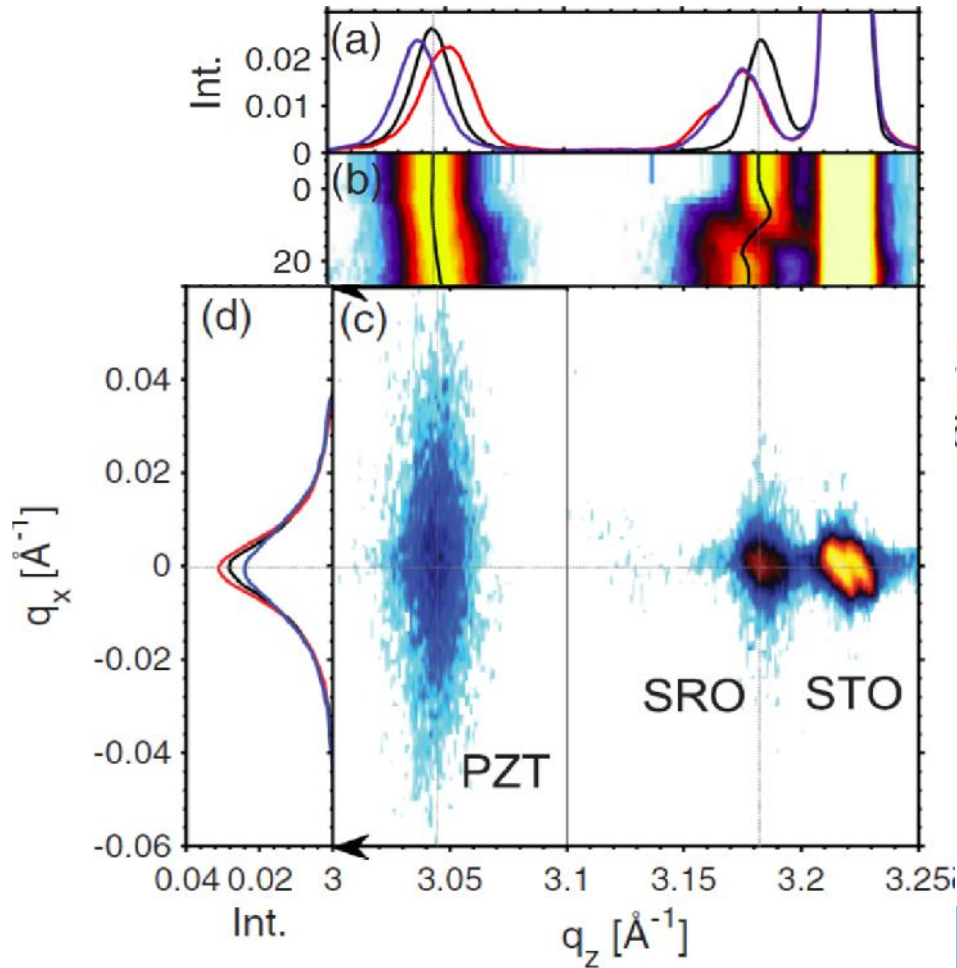 (a)
Int.
0.02
0.01
0
(b)
0
20
(d)
(c)
0.04
0.02
0
-0.02
-0.04
-0.06
q_x [Å⁻¹]
SRO
STO
PZT
0.04 0.02 3 3.05 3.1 3.15 3.2 3.25
Int.
q_z [Å⁻¹]